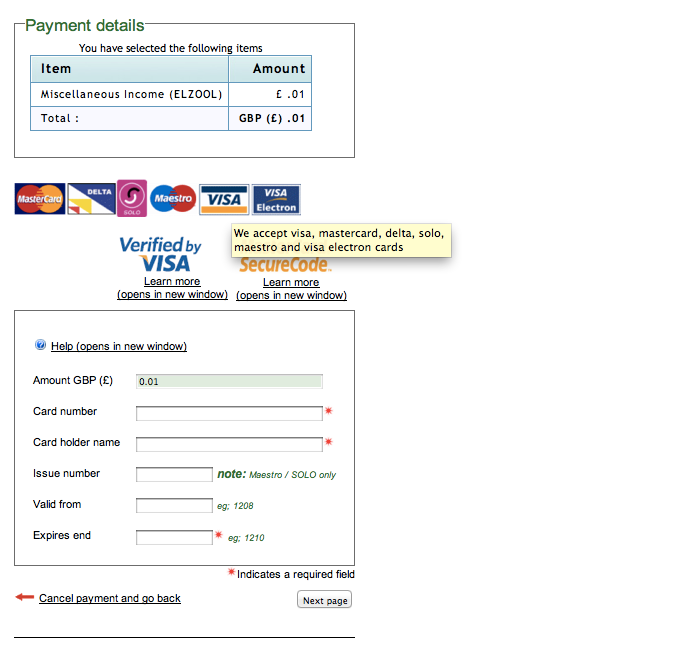 Payment details
You have selected the following items
Item Amount
Miscellaneous Income (ELZOOL) £ .01
Total : GBP (£) .01
MasterCard DELTA SOLO Maestro VISA VISA Electron
We accept visa, mastercard, delta, solo,
maestro and visa electron cards
Verified by
VISA
SecureCode
Learn more Learn more
(opens in new window) (opens in new window)
Help (opens in new window)
Amount GBP (£) 0.01
Card number *
Card holder name *
Issue number note: Maestro / SOLO only
Valid from eg; 1208
Expires end * eg; 1210
*Indicates a required field
Cancel payment and go back Next page